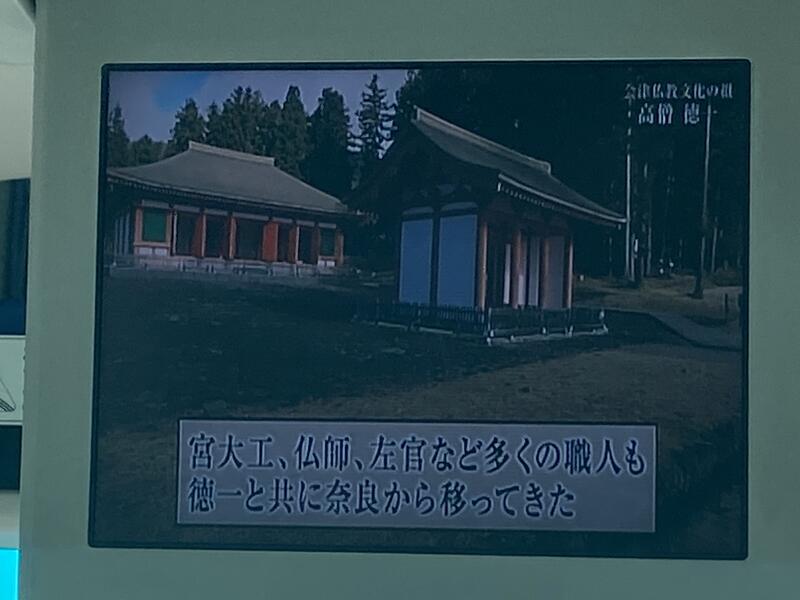 会津仏教文化の祖
高僧 徳一
宮大工、仏師、左官など多くの職人も
徳一と共に奈良から移ってきた